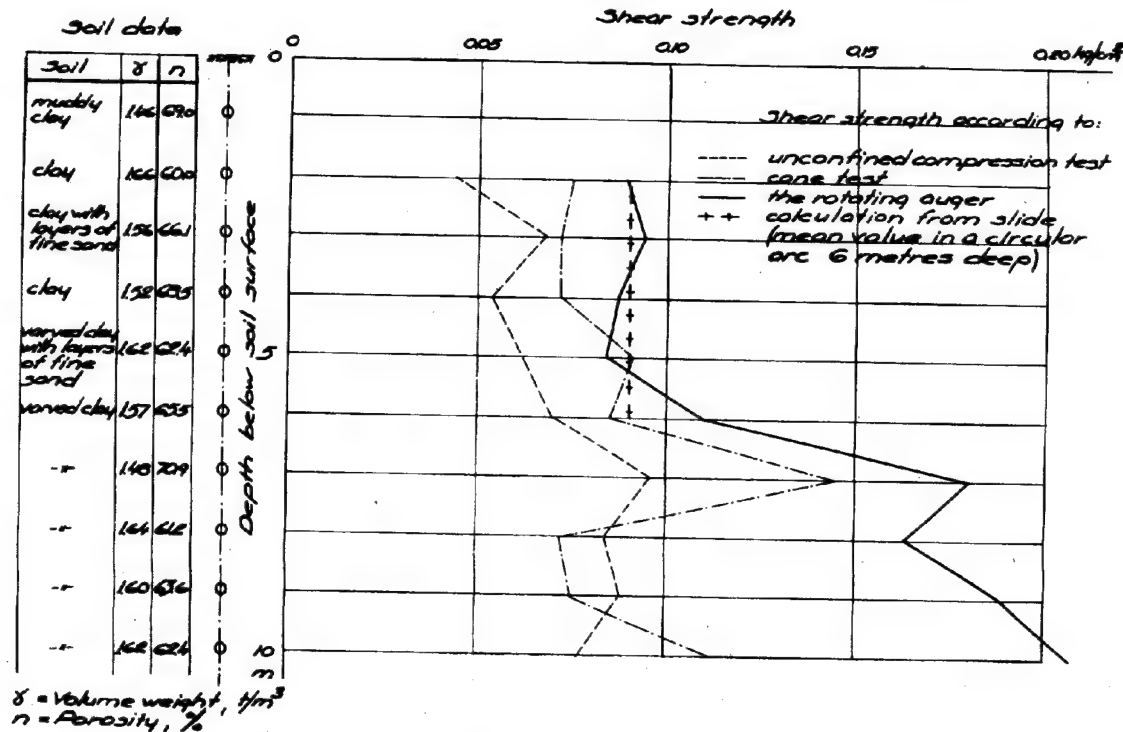 Soil data
Shear strength
0 0.05 0.10 0.15 0.20 kg/cm²
Soil γ n
0
muddy clay 1.46 69.0
clay 1.66 60.0
clay with layers of fine sand 1.56 66.1
clay 1.52 63.5
varved clay with layers of fine sand 1.62 62.4
varved clay 1.57 65.5
-"- 1.48 70.9
-"- 1.64 61.2
-"- 1.60 63.6
-"- 1.62 62.4
Depth below soil surface
5
10
m
Shear strength according to:
unconfined compression test
cone test
the rotating auger
calculation from slide
(mean value in a circular
arc 6 metres deep)
γ = Volume weight, t/m³
n = Porosity, %